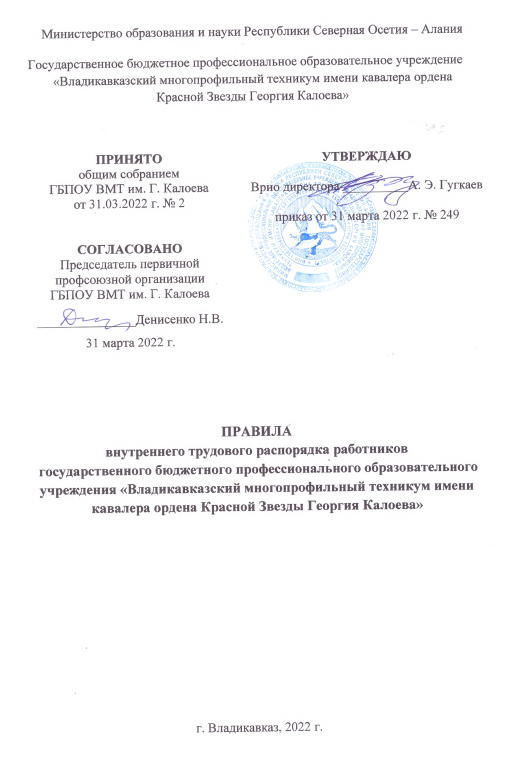 Министерство образования и науки Республики Северная Осетия – Алания
Государственное бюджетное профессиональное образовательное учреждение
«Владикавказский многопрофильный техникум имени кавалера ордена
Красной Звезды Георгия Калоева»
ПРИНЯТО
общим собранием
ГБПОУ ВМТ им. Г. Калоева
от 31.03.2022 г. № 2
УТВЕРЖДАЮ
Врио директора А. Э. Гугкаев
приказ от 31 марта 2022 г. № 249
СОГЛАСОВАНО
Председатель первичной
профсоюзной организации
ГБПОУ ВМТ им. Г. Калоева
Денисенко Н.В.
31 марта 2022 г.
ПРАВИЛА
внутреннего трудового распорядка работников
государственного бюджетного профессионального образовательного
учреждения «Владикавказский многопрофильный техникум имени
кавалера ордена Красной Звезды Георгия Калоева»
г. Владикавказ, 2022 г.